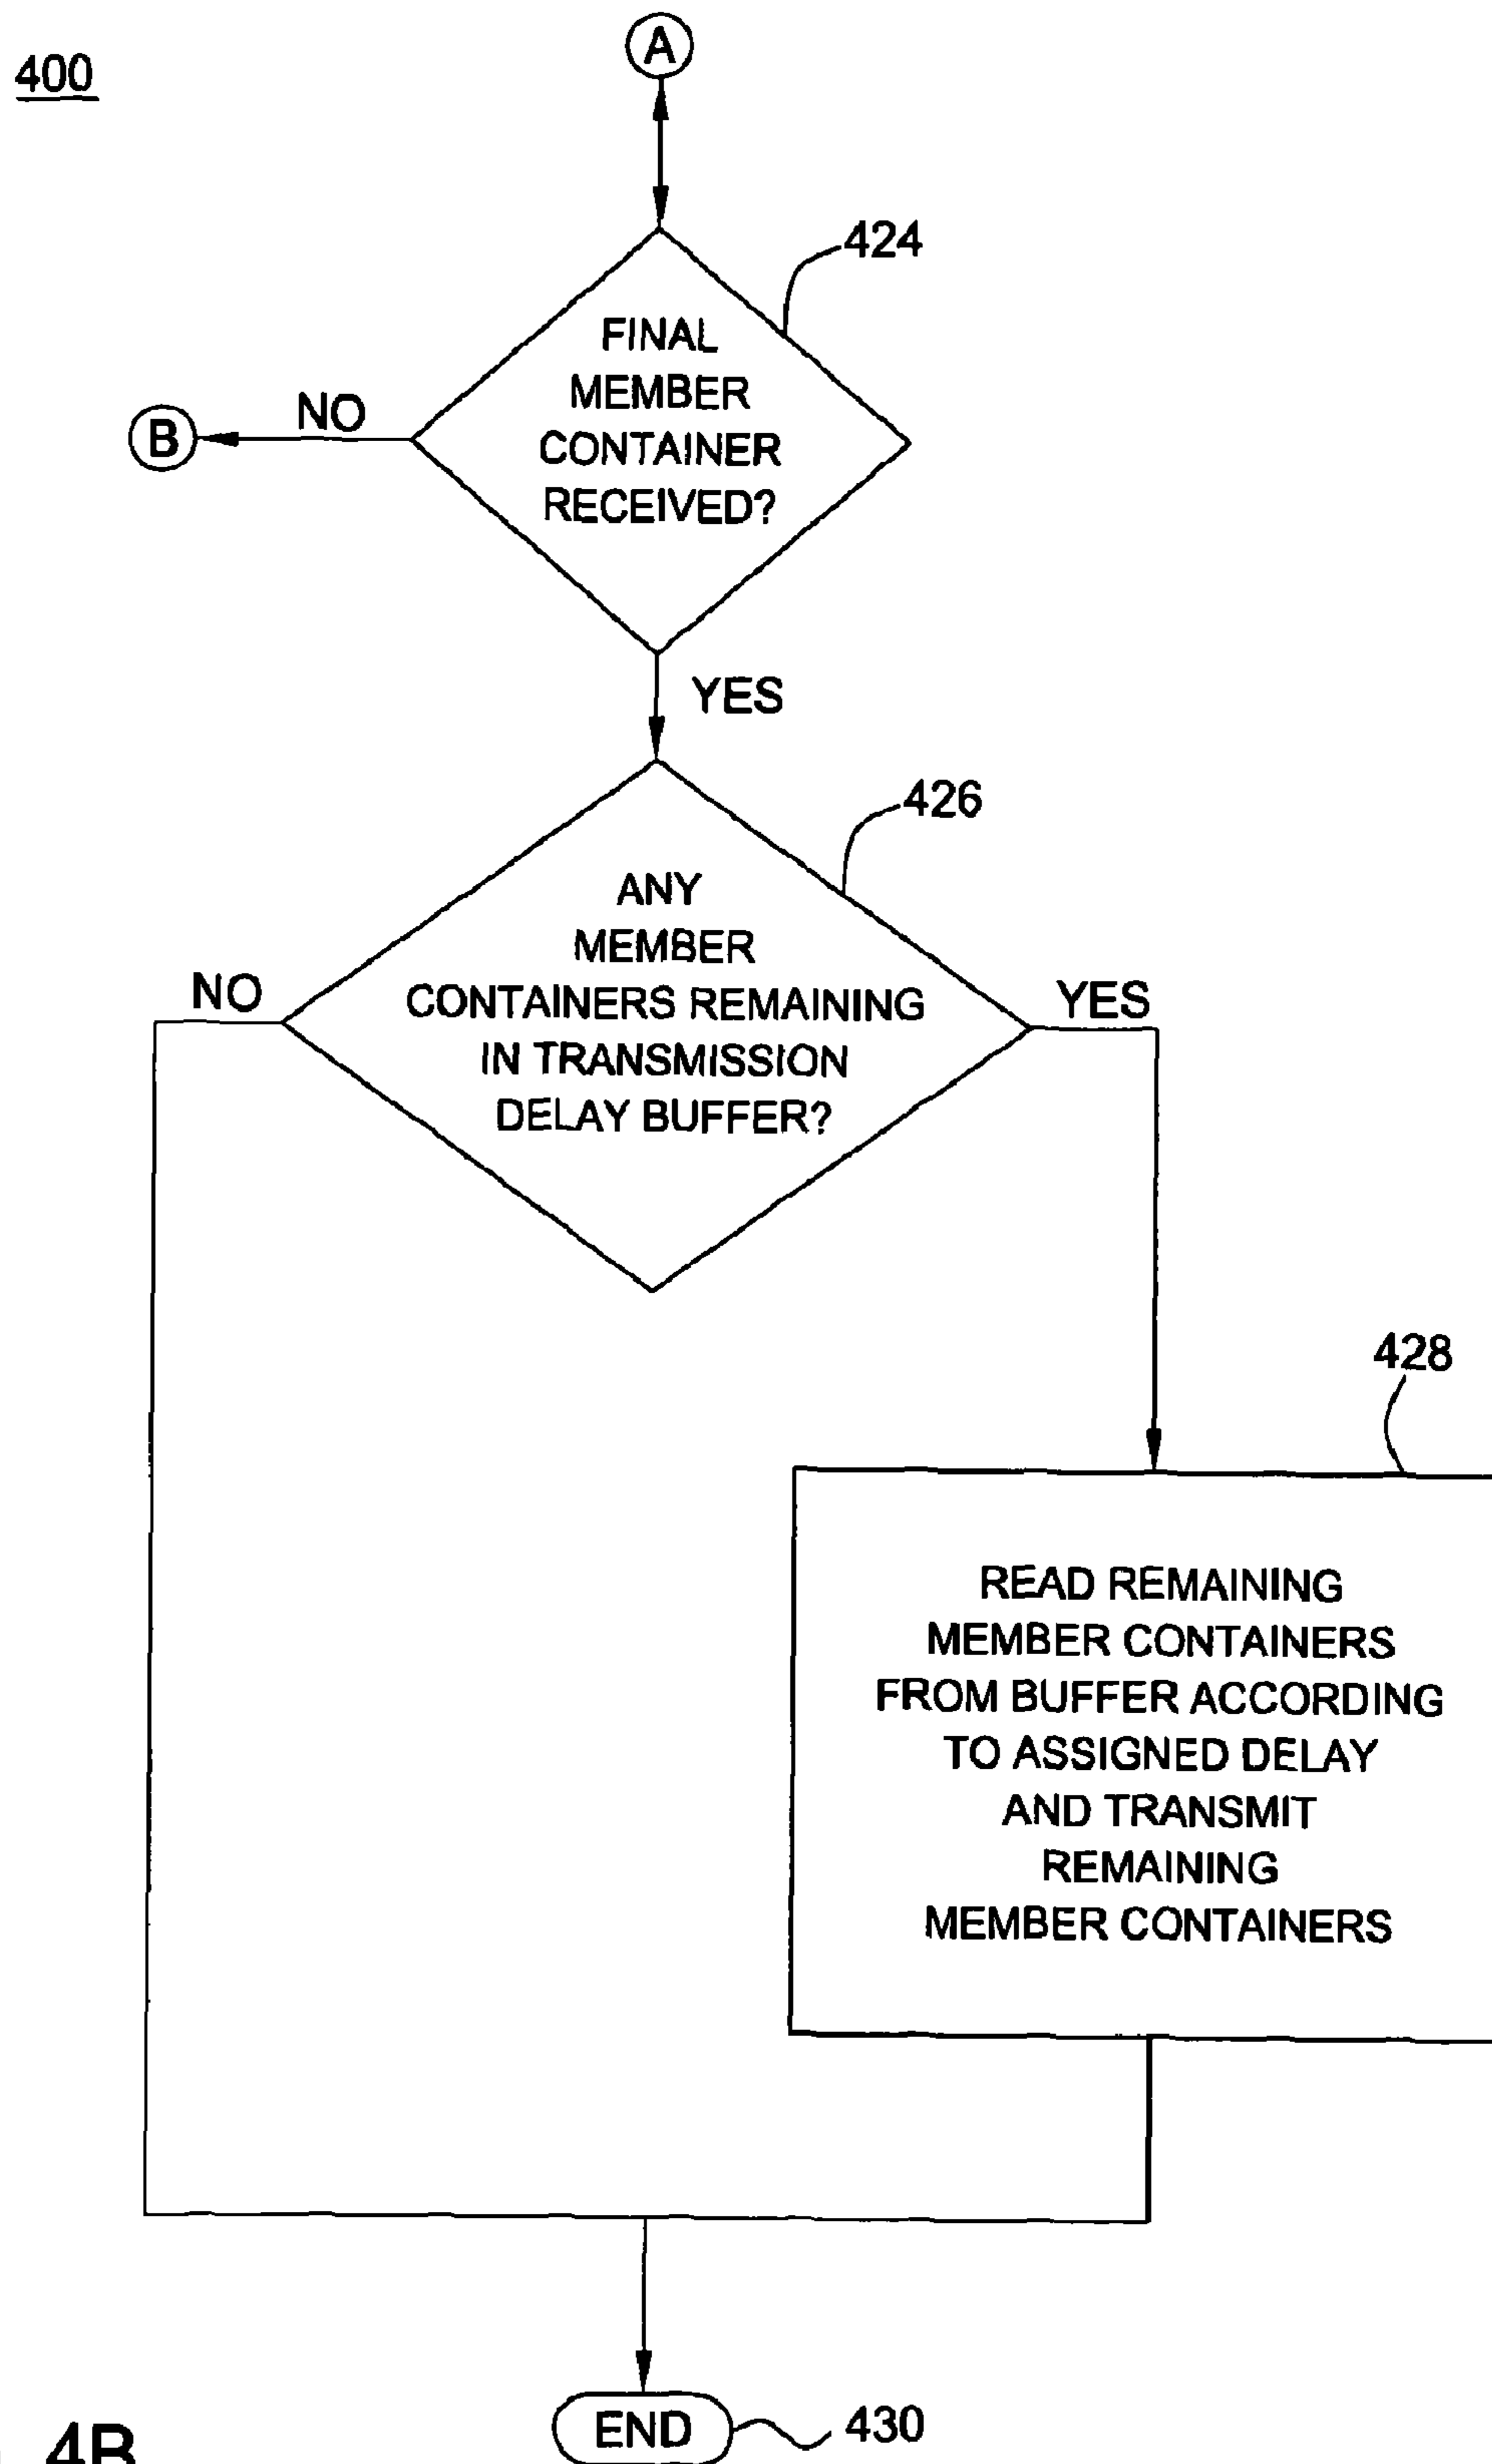 A
400
424
FINAL
MEMBER
CONTAINER
RECEIVED?
NO
B
YES
426
ANY
MEMBER
CONTAINERS REMAINING
IN TRANSMISSION
DELAY BUFFER?
NO
YES
428
READ REMAINING
MEMBER CONTAINERS
FROM BUFFER ACCORDING
TO ASSIGNED DELAY
AND TRANSMIT
REMAINING
MEMBER CONTAINERS
END
430
4B